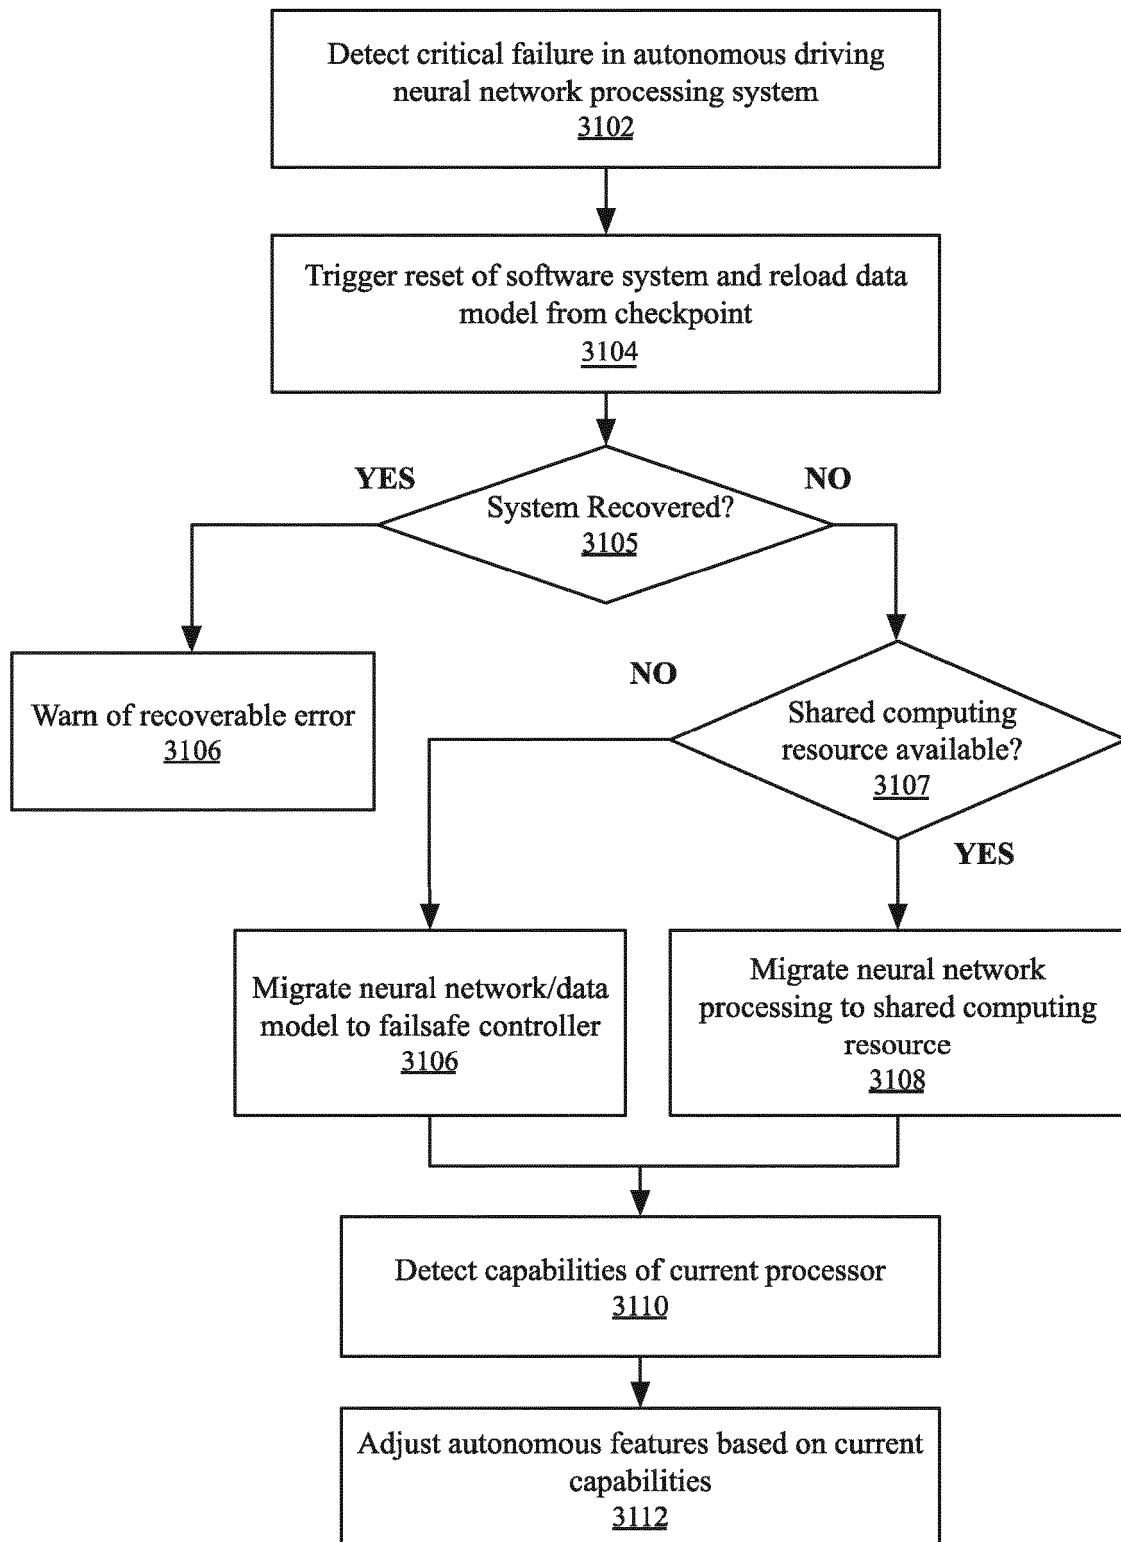 Detect critical failure in autonomous driving
neural network processing system
3102
Trigger reset of software system and reload data
model from checkpoint
3104
YES
NO
System Recovered?
3105
Warn of recoverable error
3106
NO
Shared computing
resource available?
3107
YES
Migrate neural network/data
model to failsafe controller
3106
Migrate neural network
processing to shared computing
resource
3108
Detect capabilities of current processor
3110
Adjust autonomous features based on current
capabilities
3112